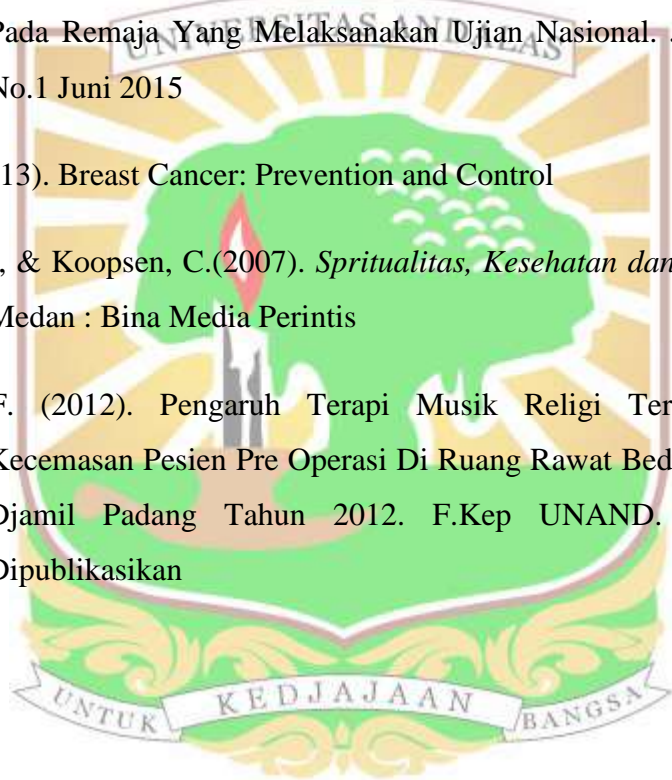 Pada Remaja Yang Melaksanakan Ujian Nasional.
UNIVERSITAS ANDALAS
No.1 Juni 2015
13). Breast Cancer: Prevention and Control
, & Koopsen, C.(2007). Spritualitas, Kesehatan dan
Medan : Bina Media Perintis
F. (2012). Pengaruh Terapi Musik Religi Ter
Kecemasan Pesien Pre Operasi Di Ruang Rawat Bed
Djamil Padang Tahun 2012. F.Kep UNAND.
Dipublikasikan
UNTUK KEDJAJAAN BANGSA